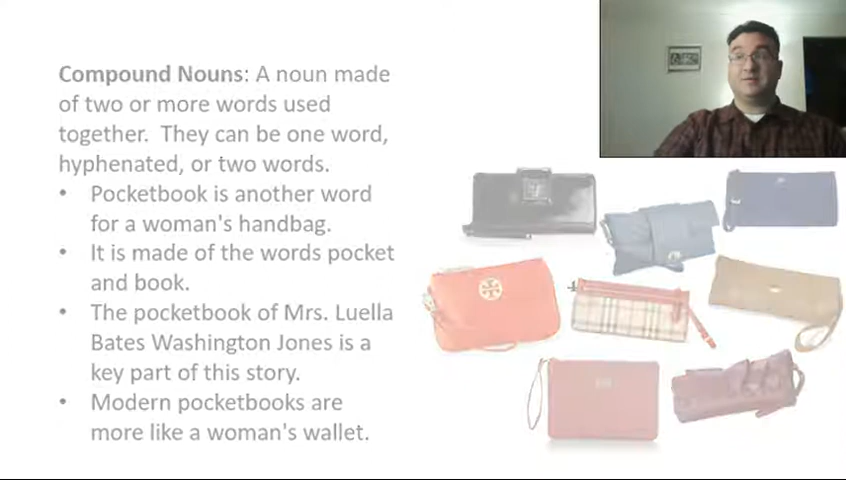 Compound Nouns: A noun made
of two or more words used
together. They can be one word,
hyphenated, or two words.
• Pocketbook is another word
for a woman's handbag.
• It is made of the words pocket
and book.
• The pocketbook of Mrs. Luella
Bates Washington Jones is a
key part of this story.
• Modern pocketbooks are
more like a woman's wallet.